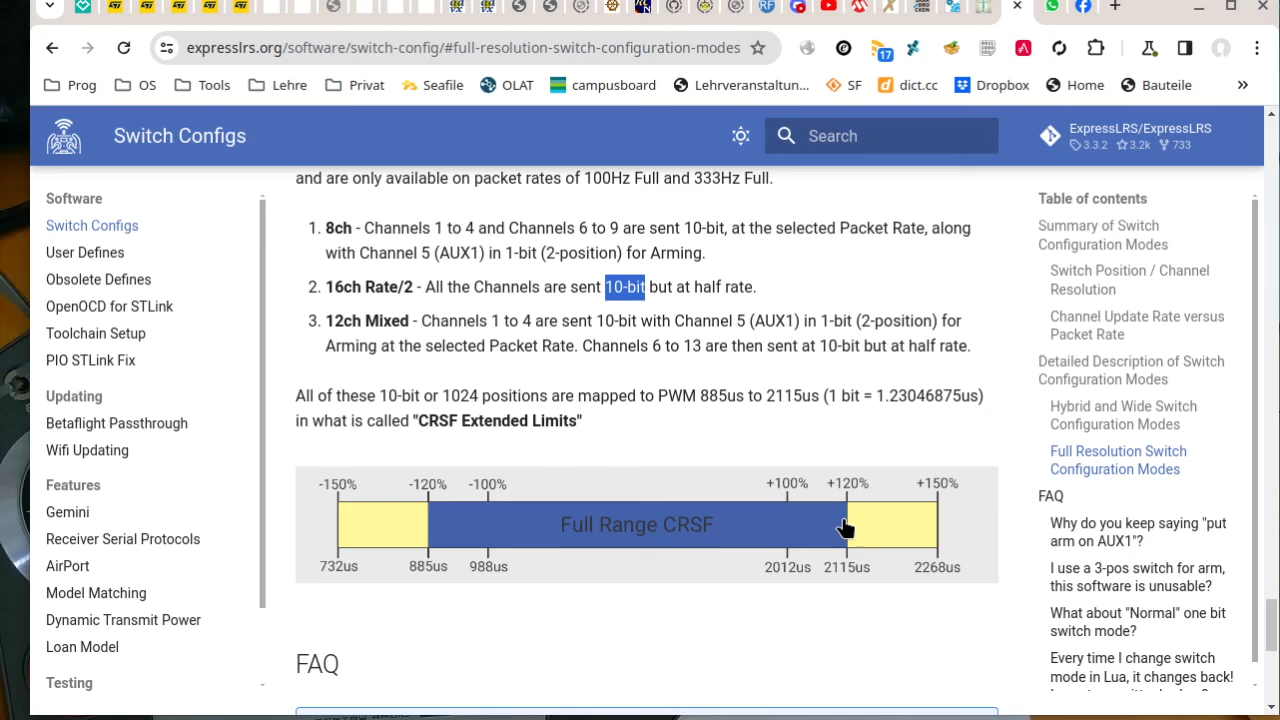 17
expresslrs.org/software/switch-config/#full-resolution-switch-configuration-modes
Prog
OS
Tools
Lehre
Privat
Seafile
OLAT
campusboard
Lehrveranstaltun...
SF
dict.cc
Dropbox
Home
Bauteile
»
Switch Configs
Search
ExpressLRS/ExpressLRS
3.3.2 3.2k 733
Software
Switch Configs
User Defines
Obsolete Defines
OpenOCD for STLink
Toolchain Setup
PIO STLink Fix
Updating
Betaflight Passthrough
Wifi Updating
Features
Gemini
Receiver Serial Protocols
AirPort
Model Matching
Dynamic Transmit Power
Loan Model
Testing
and are only available on packet rates of 100Hz Full and 333Hz Full.
1. 8ch - Channels 1 to 4 and Channels 6 to 9 are sent 10-bit, at the selected Packet Rate, along
with Channel 5 (AUX1) in 1-bit (2-position) for Arming.
2. 16ch Rate/2 - All the Channels are sent 10-bit but at half rate.
3. 12ch Mixed - Channels 1 to 4 are sent 10-bit with Channel 5 (AUX1) in 1-bit (2-position) for
Arming at the selected Packet Rate. Channels 6 to 13 are then sent at 10-bit but at half rate.
All of these 10-bit or 1024 positions are mapped to PWM 885us to 2115us (1 bit = 1.23046875us)
in what is called "CRSF Extended Limits"
-150% -120% -100% +100% +120% +150%
Full Range CRSF
732us 885us 988us 2012us 2115us 2268us
FAQ
Table of contents
Summary of Switch
Configuration Modes
Switch Position / Channel
Resolution
Channel Update Rate versus
Packet Rate
Detailed Description of Switch
Configuration Modes
Hybrid and Wide Switch
Configuration Modes
Full Resolution Switch
Configuration Modes
FAQ
Why do you keep saying "put
arm on AUX1"?
I use a 3-pos switch for arm,
this software is unusable?
What about "Normal" one bit
switch mode?
Every time I change switch
mode in Lua, it changes back!